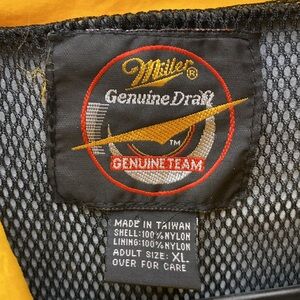 Miller®
Genuine Draft
TM
GENUINE TEAM
MADE IN TAIWAN
SHELL: 100% NYLON
LINING: 100% NYLON
ADULT SIZE: XL
OVER FOR CARE